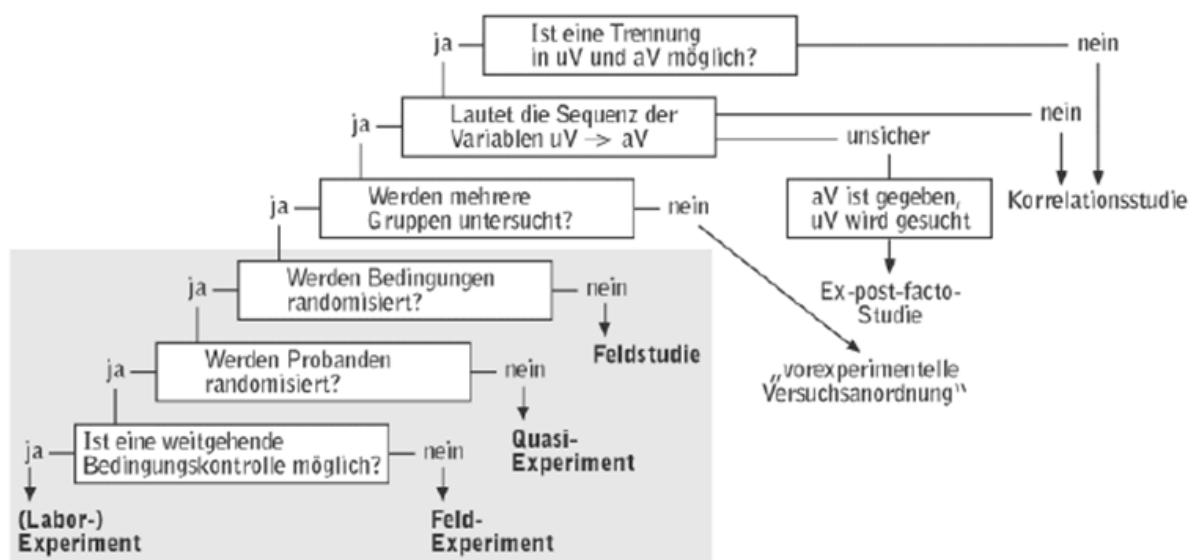 Ist eine Trennung
in uV und aV möglich?
ja
nein
Lautet die Sequenz der
Variablen uV –> aV
ja
nein
unsicher
Werden mehrere
Gruppen untersucht?
ja
nein
aV ist gegeben,
uV wird gesucht
Korrelationsstudie
Werden Bedingungen
randomisiert?
ja
nein
Ex-post-facto-
Studie
Feldstudie
Werden Probanden
randomisiert?
ja
nein
„vorexperimentelle
Versuchsanordnung“
Ist eine weitgehende
Bedingungskontrolle möglich?
ja
nein
Quasi-
Experiment
(Labor-)
Experiment
Feld-
Experiment